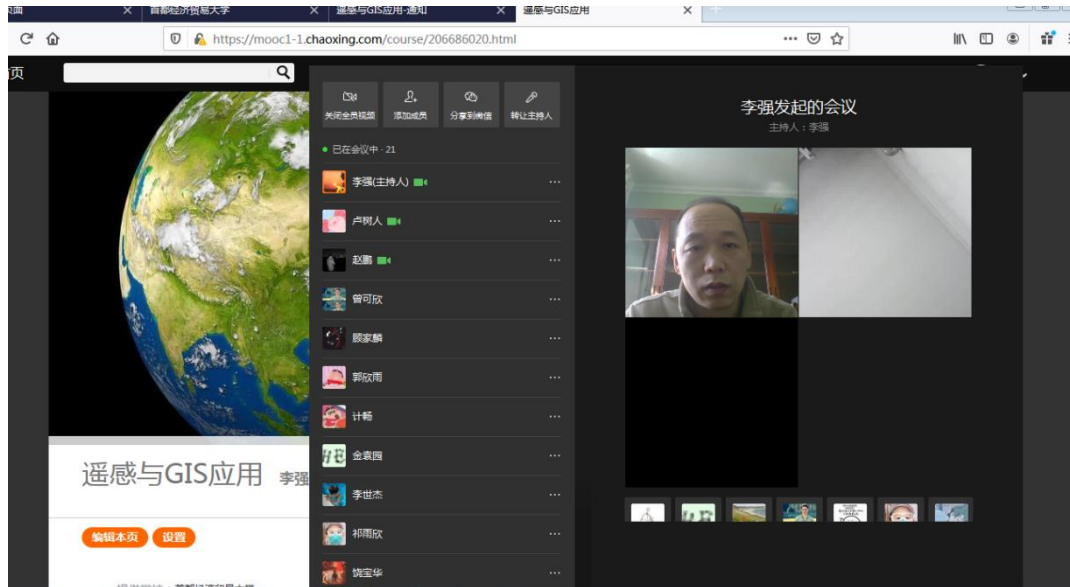 页面
首都经济贸易大学
遥感与GIS应用-通知
遥感与GIS应用
https://mooc1-1.chaoxing.com/course/206686020.html
页
关闭全员视频
添加成员
分享到微信
转让主持人
已在会议中 · 21
李强(主持人)
卢树人
赵鹏
曾可欣
顾家麟
郭欣雨
计畅
金袁园
李世杰
祁雨欣
饶宝华
李强发起的会议
主持人：李强
遥感与GIS应用 李强
编辑本页
设置